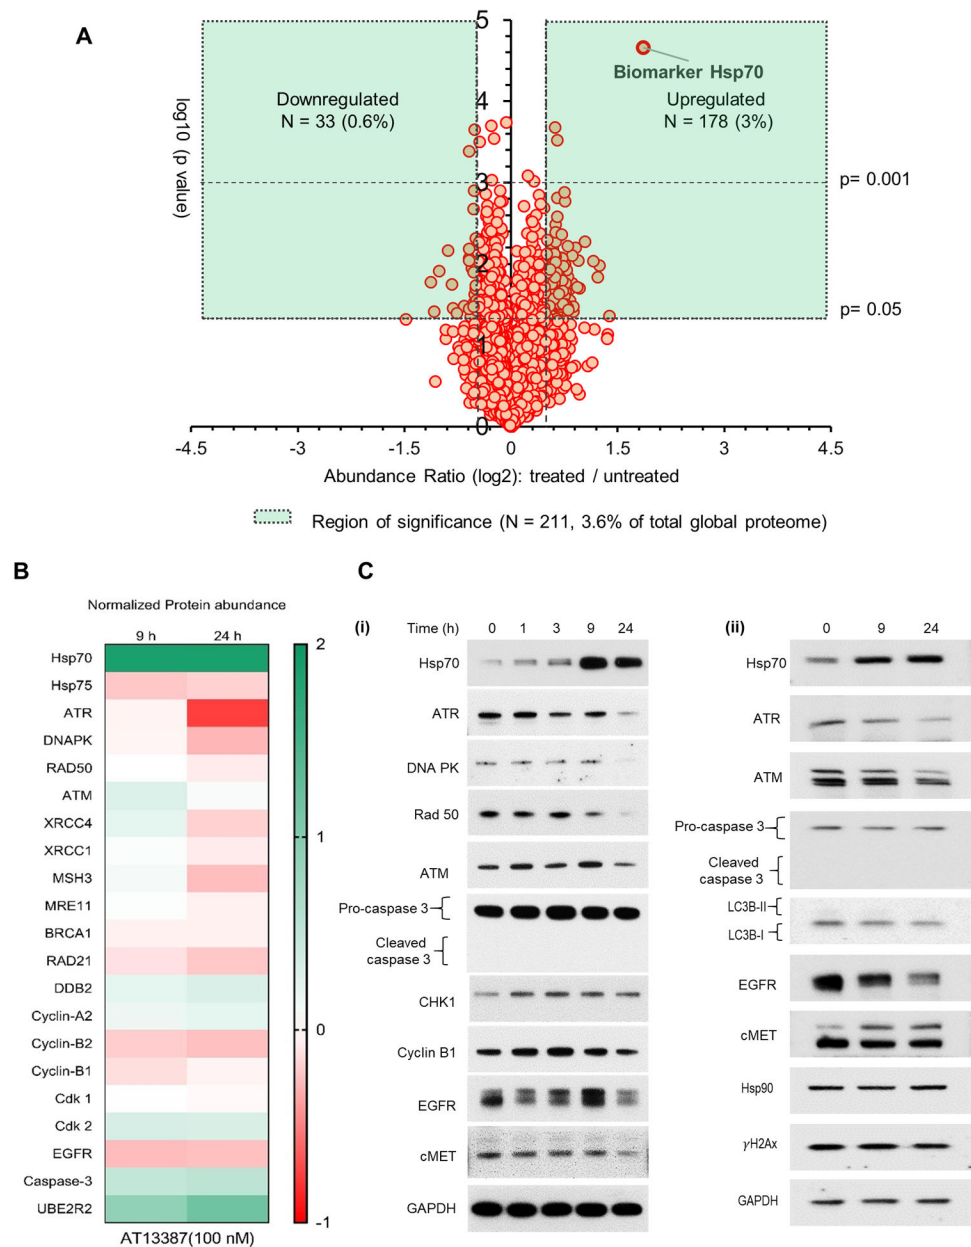 A
log10 (p value)
5
4
3
2
1
0
Biomarker Hsp70
Downregulated
N = 33 (0.6%)
Upregulated
N = 178 (3%)
p= 0.001
p= 0.05
-4.5 -3 -1.5 0 1.5 3 4.5
Abundance Ratio (log2): treated / untreated
Region of significance (N = 211, 3.6% of total global proteome)
B
Normalized Protein abundance
9 h 24 h
Hsp70
Hsp75
ATR
DNAPK
RAD50
ATM
XRCC4
XRCC1
MSH3
MRE11
BRCA1
RAD21
DDB2
Cyclin-A2
Cyclin-B2
Cyclin-B1
Cdk 1
Cdk 2
EGFR
Caspase-3
UBE2R2
AT13387(100 nM)
2
1
0
-1
C
(i) Time (h) 0 1 3 9 24
Hsp70
ATR
DNA PK
Rad 50
ATM
Pro-caspase 3
Cleaved
caspase 3
CHK1
Cyclin B1
EGFR
cMET
GAPDH
(ii) 0 9 24
Hsp70
ATR
ATM
Pro-caspase 3
Cleaved
caspase 3
LC3B-II
LC3B-I
EGFR
cMET
Hsp90
γH2Ax
GAPDH